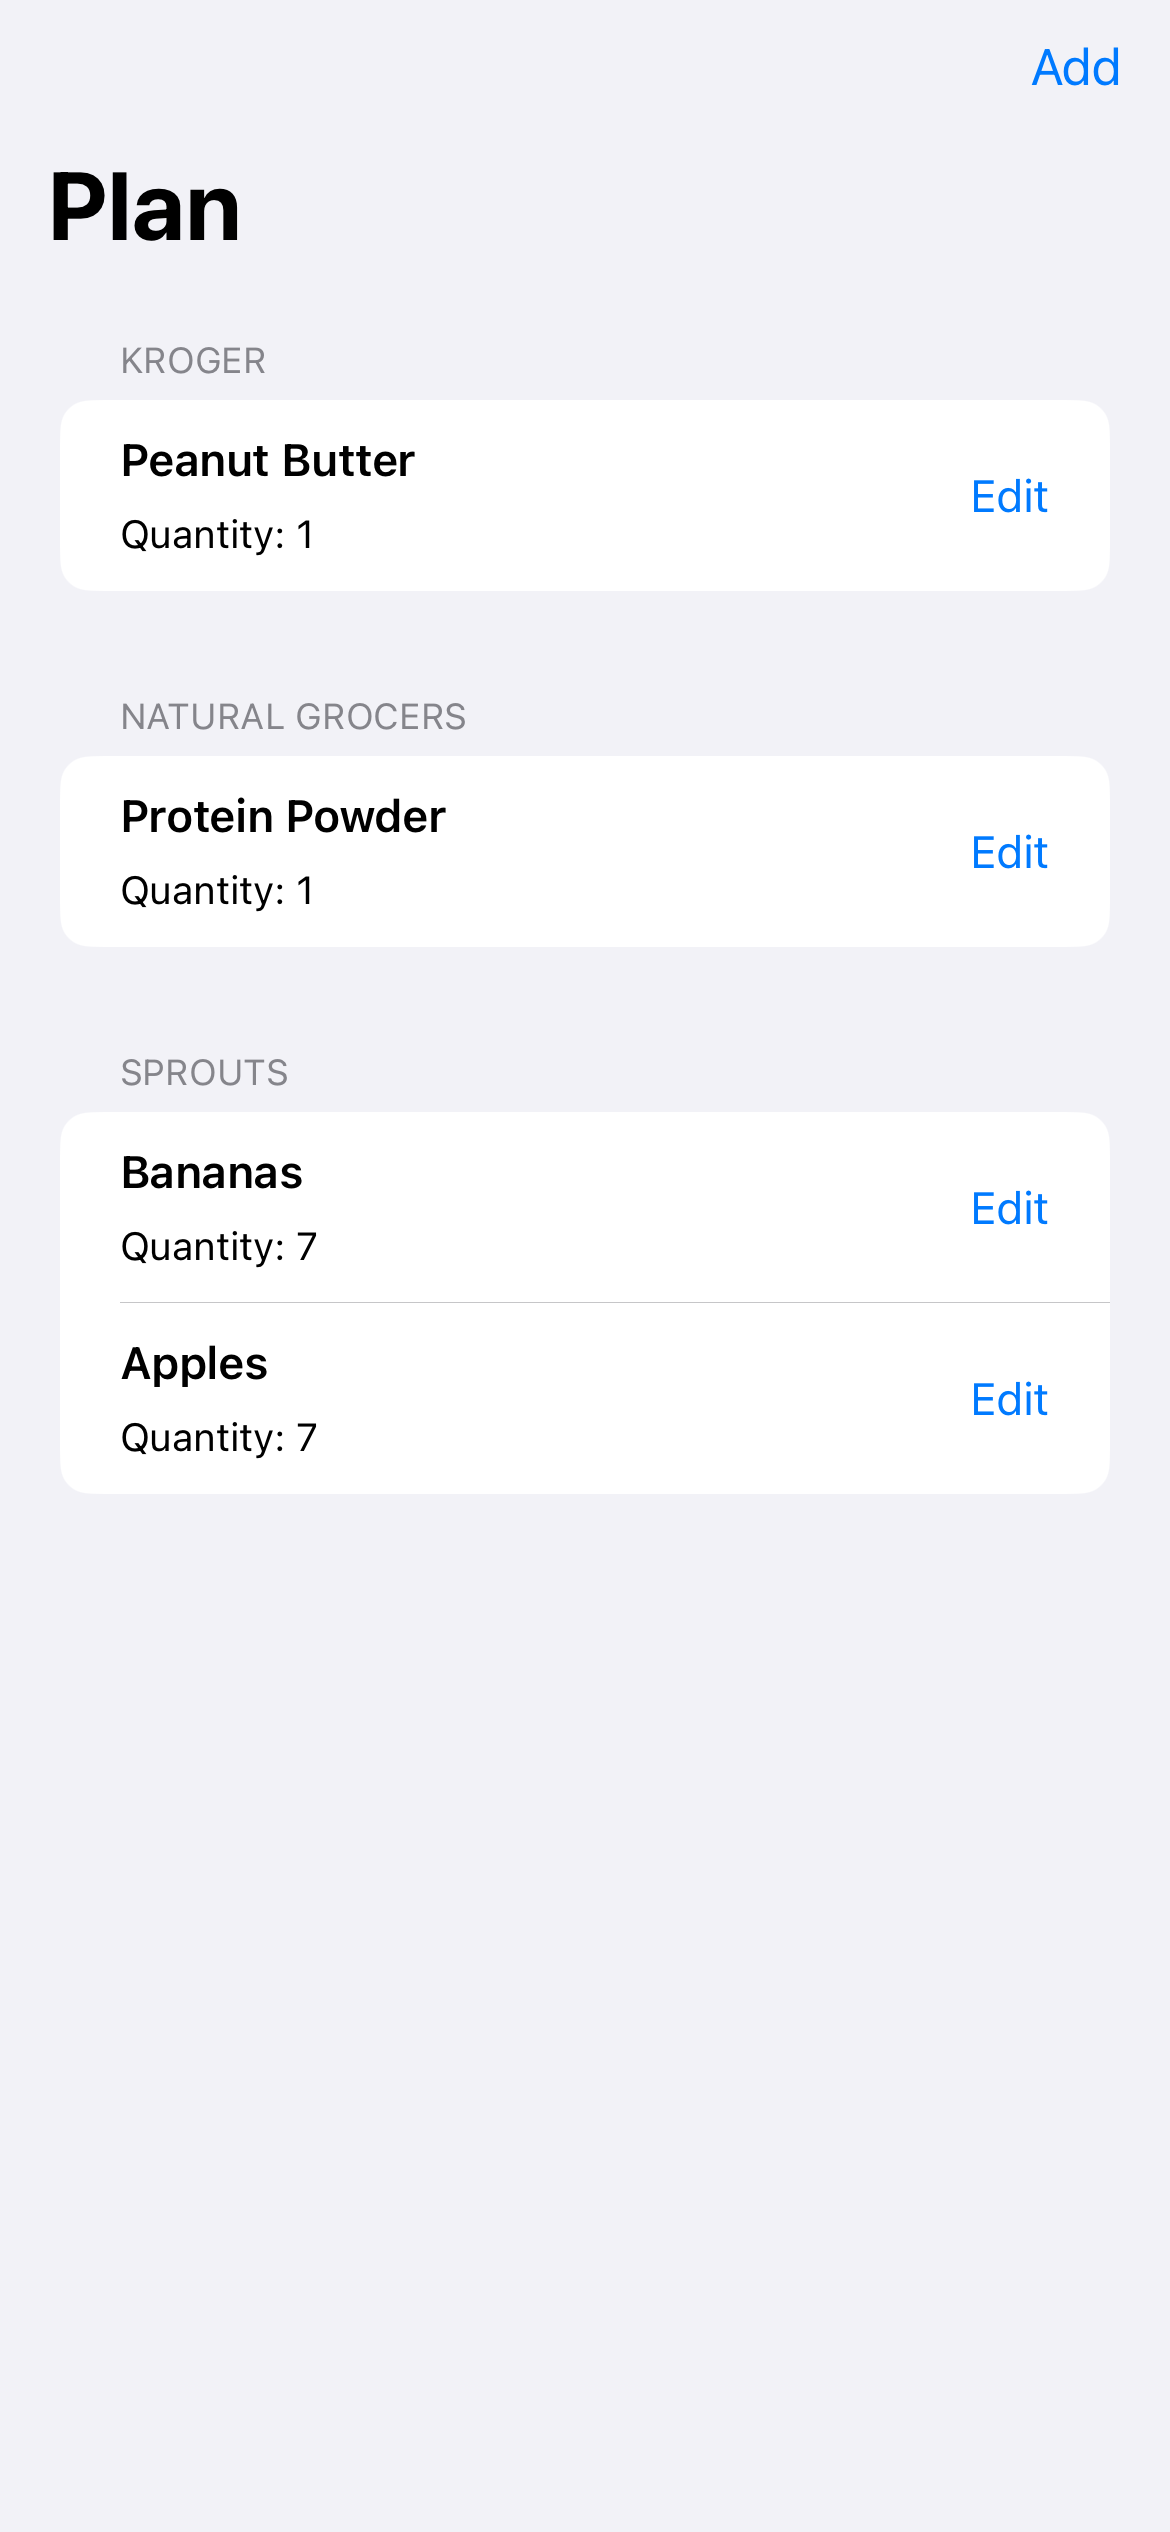 Add
Plan
KROGER
Peanut Butter
Edit
Quantity: 1
NATURAL GROCERS
Protein Powder
Edit
Quantity: 1
SPROUTS
Bananas
Edit
Quantity: 7
Apples
Edit
Quantity: 7